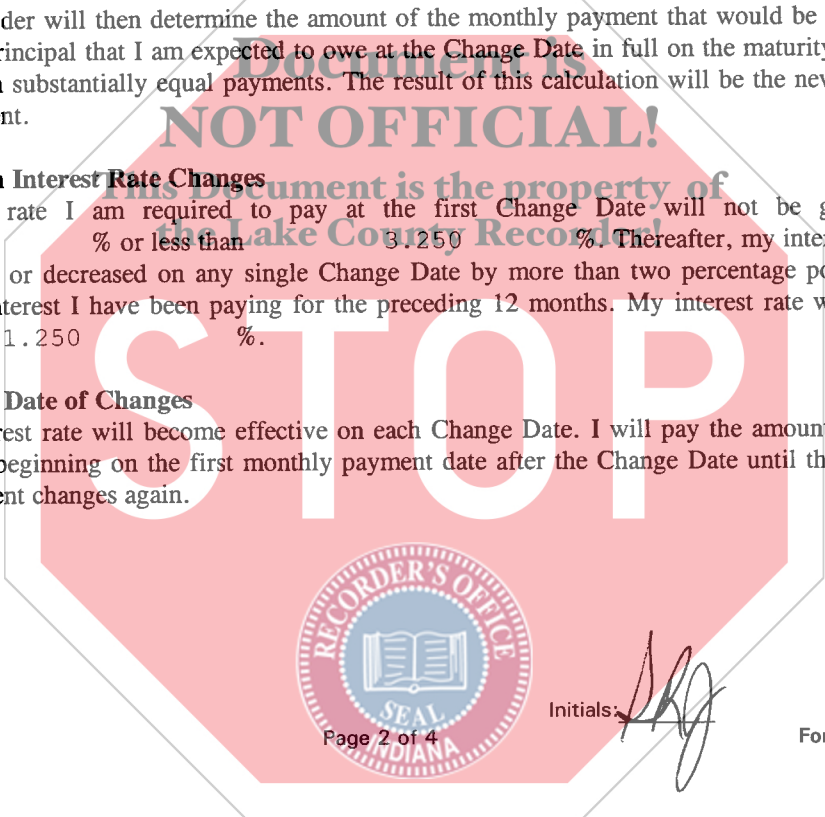 der will then determine the amount of the monthly payment that would be
rincipal that I am expected to owe at the Change Date in full on the maturity
substantially equal payments. The result of this calculation will be the nev
nt.
Document is
NOT OFFICIAL!
This Document is the property of
the Lake County Recorder!
Interest Rate Changes
rate I am required to pay at the first Change Date will not be g
% or less than 3.250 %. Thereafter, my inte
or decreased on any single Change Date by more than two percentage po
terest I have been paying for the preceding 12 months. My interest rate w
1.250 %.
Date of Changes
est rate will become effective on each Change Date. I will pay the amount
beginning on the first monthly payment date after the Change Date until th
ent changes again.
STOP
RECORDER'S OFFICE
SEAL
INDIANA
Initials:
Page 2 of 4
For